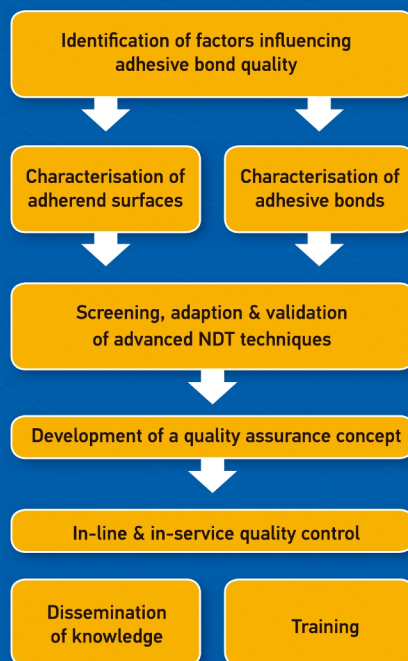 Identification of factors influencing
adhesive bond quality
Characterisation of
adherend surfaces
Characterisation of
adhesive bonds
Screening, adaption & validation
of advanced NDT techniques
Development of a quality assurance concept
In-line & in-service quality control
Dissemination
of knowledge
Training